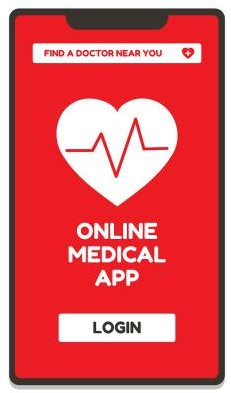 FIND A DOCTOR NEAR YOU
ONLINE
MEDICAL
APP
LOGIN